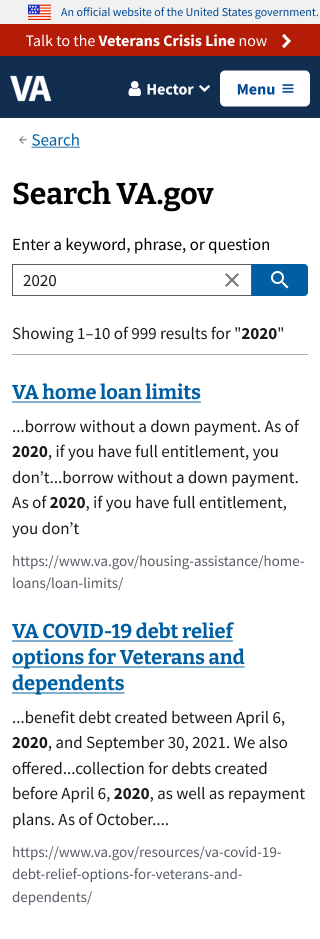 An official website of the United States government.
Talk to the Veterans Crisis Line now
VA
Hector
Menu
Search
Search VA.gov
Enter a keyword, phrase, or question
2020
Showing 1–10 of 999 results for "2020"
VA home loan limits
...borrow without a down payment. As of
2020, if you have full entitlement, you
don’t...borrow without a down payment.
As of 2020, if you have full entitlement,
you don’t
https://www.va.gov/housing-assistance/home-
loans/loan-limits/
VA COVID-19 debt relief
options for Veterans and
dependents
...benefit debt created between April 6,
2020, and September 30, 2021. We also
offered...collection for debts created
before April 6, 2020, as well as repayment
plans. As of October....
https://www.va.gov/resources/va-covid-19-
debt-relief-options-for-veterans-and-
dependents/